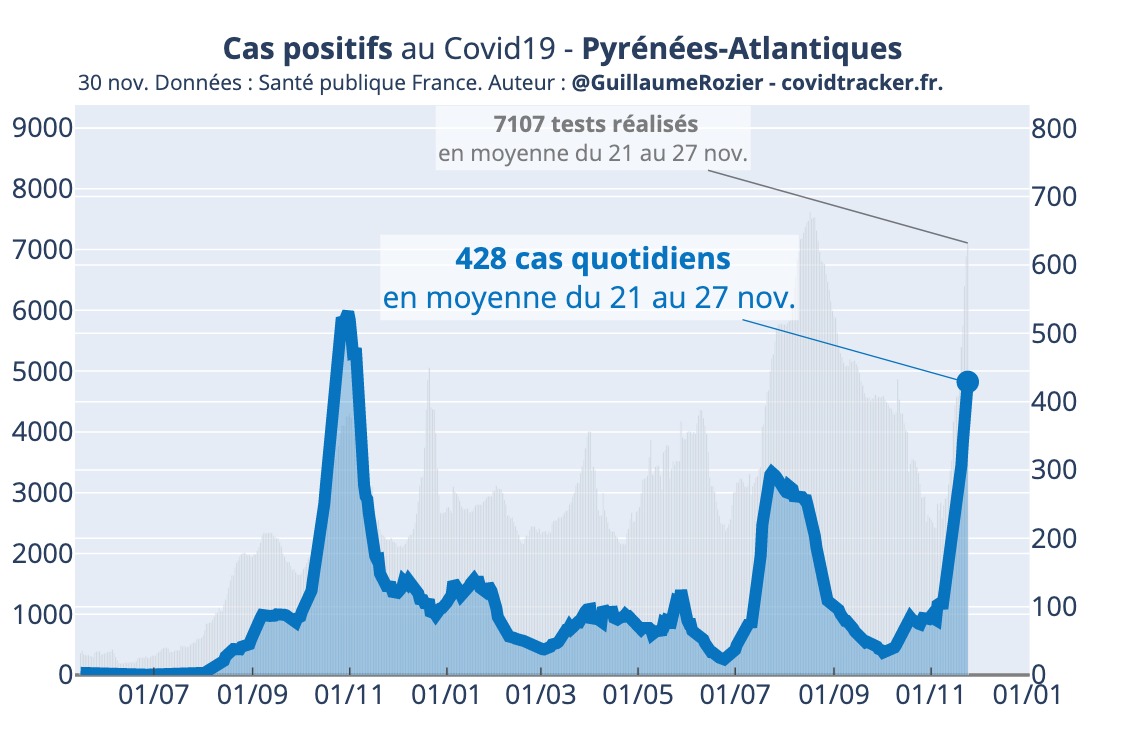 Cas positifs au Covid19 - Pyrénées-Atlantiques
30 nov. Données : Santé publique France. Auteur : @GuillaumeRozier - covidtracker.fr.
7107 tests réalisés
en moyenne du 21 au 27 nov.
428 cas quotidiens
en moyenne du 21 au 27 nov.
9000
8000
7000
6000
5000
4000
3000
2000
1000
0
800
700
600
500
400
300
200
100
0
01/07 01/09 01/11 01/01 01/03 01/05 01/07 01/09 01/11 01/01